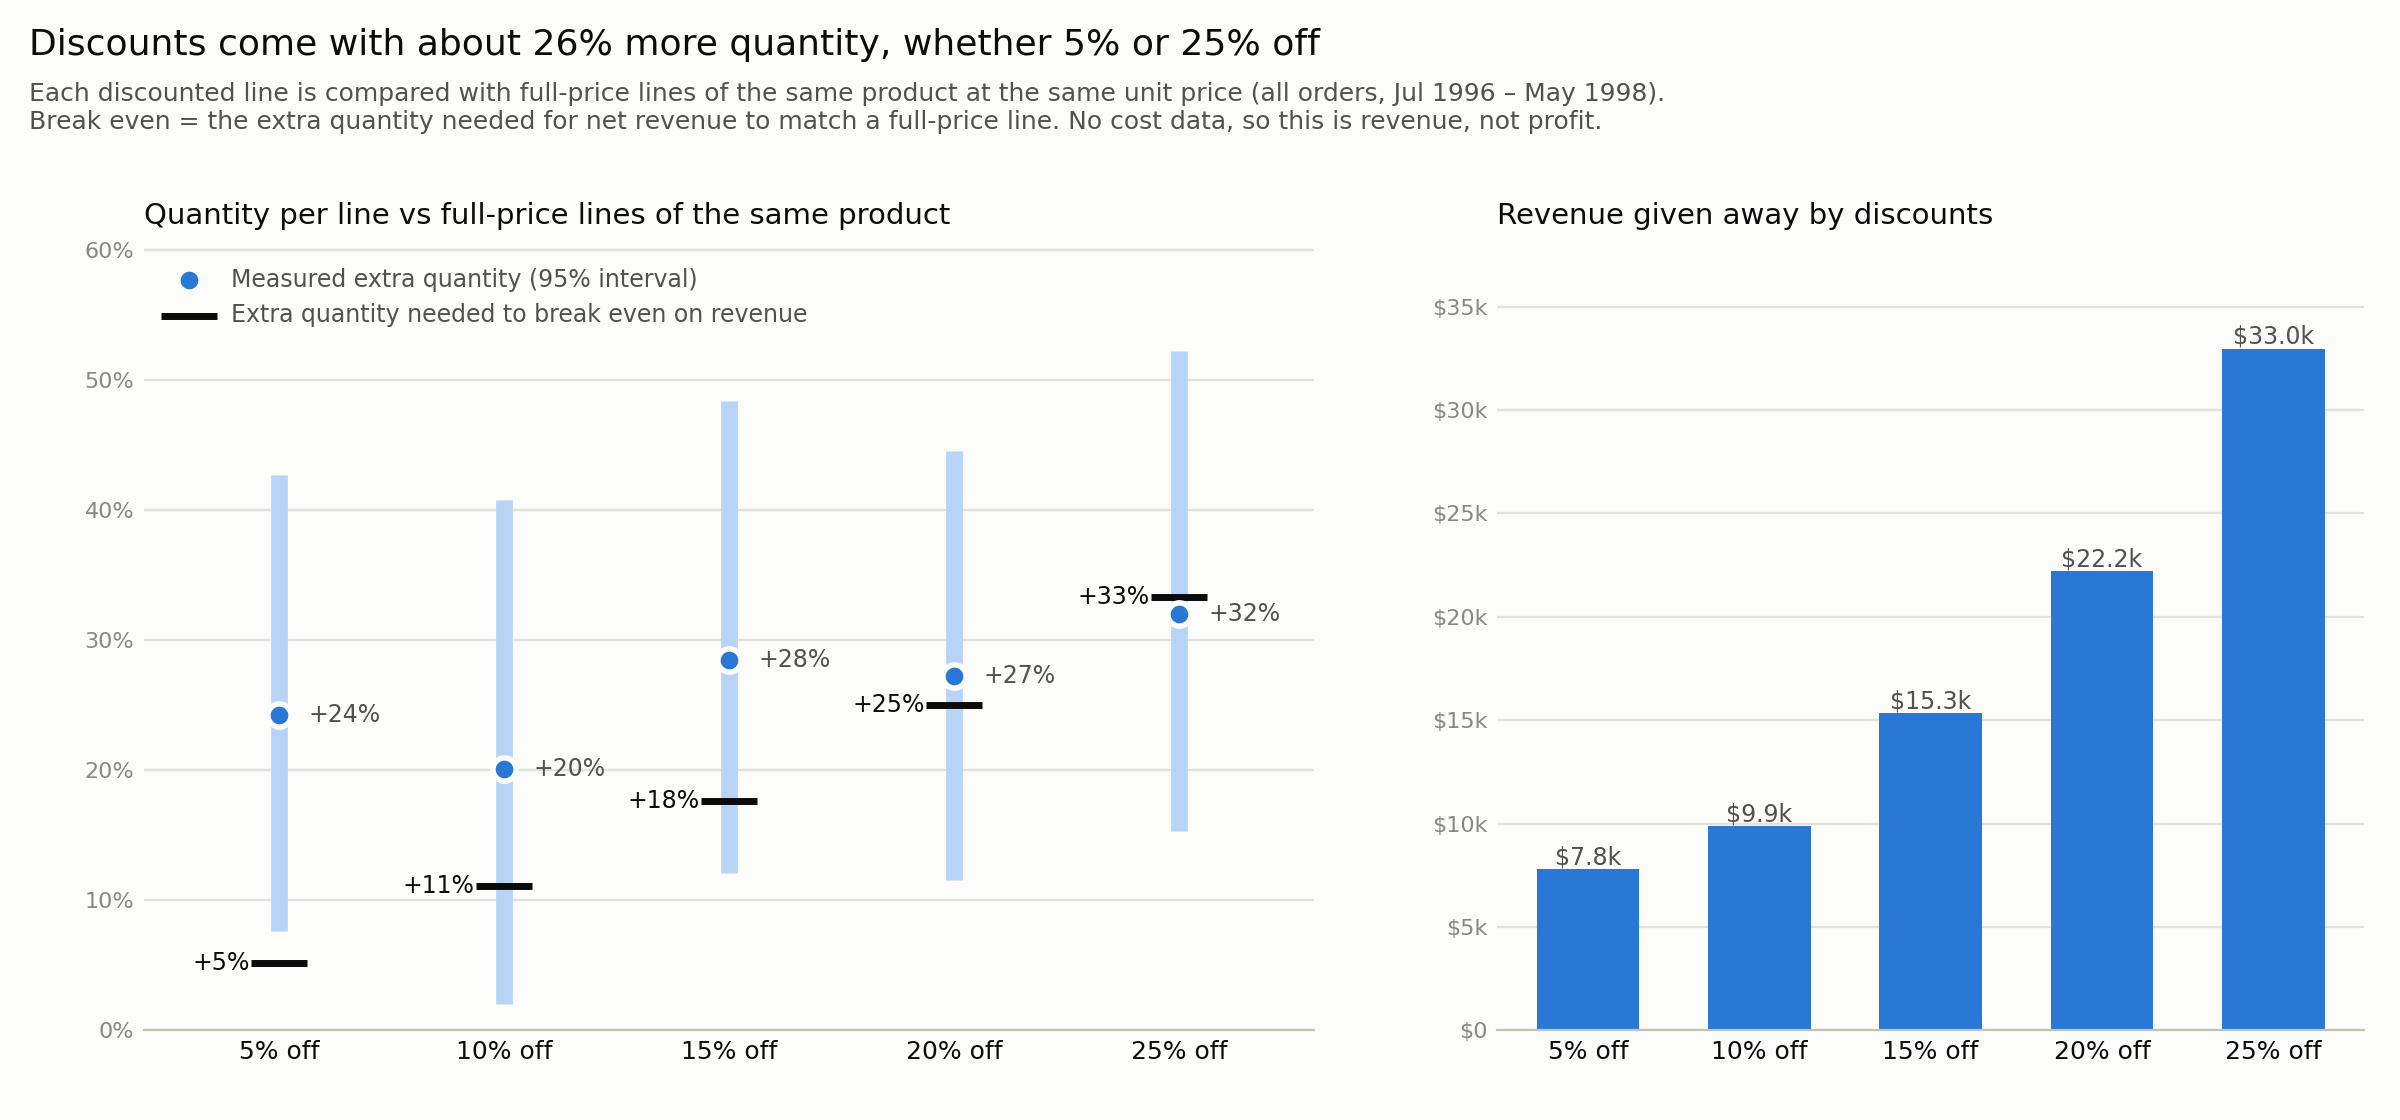 Discounts come with about 26% more quantity, whether 5% or 25% off
Each discounted line is compared with full-price lines of the same product at the same unit price (all orders, Jul 1996 – May 1998).
Break even = the extra quantity needed for net revenue to match a full-price line. No cost data, so this is revenue, not profit.
Quantity per line vs full-price lines of the same product
60%
Measured extra quantity (95% interval)
Extra quantity needed to break even on revenue
50%
40%
+33%
+32%
30%
+28%
+27%
+25%
+24%
20%
+20%
+18%
+11%
10%
+5%
0%
5% off
10% off
15% off
20% off
25% off
Revenue given away by discounts
$35k
$33.0k
$30k
$25k
$22.2k
$20k
$15.3k
$15k
$9.9k
$10k
$7.8k
$5k
$0
5% off
10% off
15% off
20% off
25% off